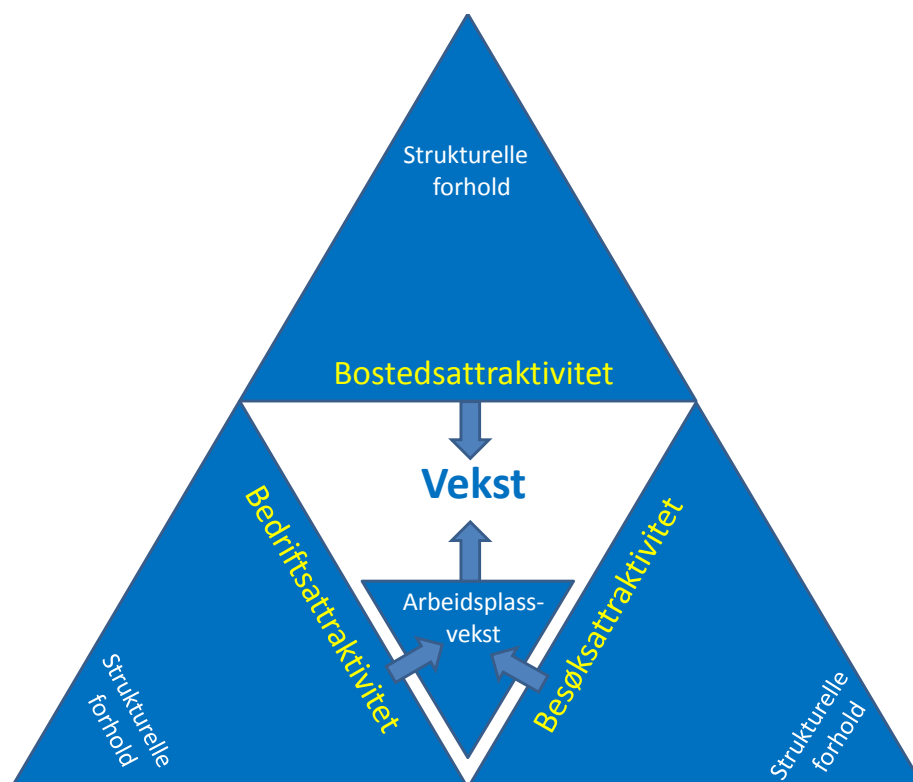 Strukturelle
forhold
Bostedsattraktivitet
Vekst
Bedriftsattraktivitet
Besøksattraktivitet
Arbeidsplass-
vekst
Strukturelle
forhold
Strukturelle
forhold